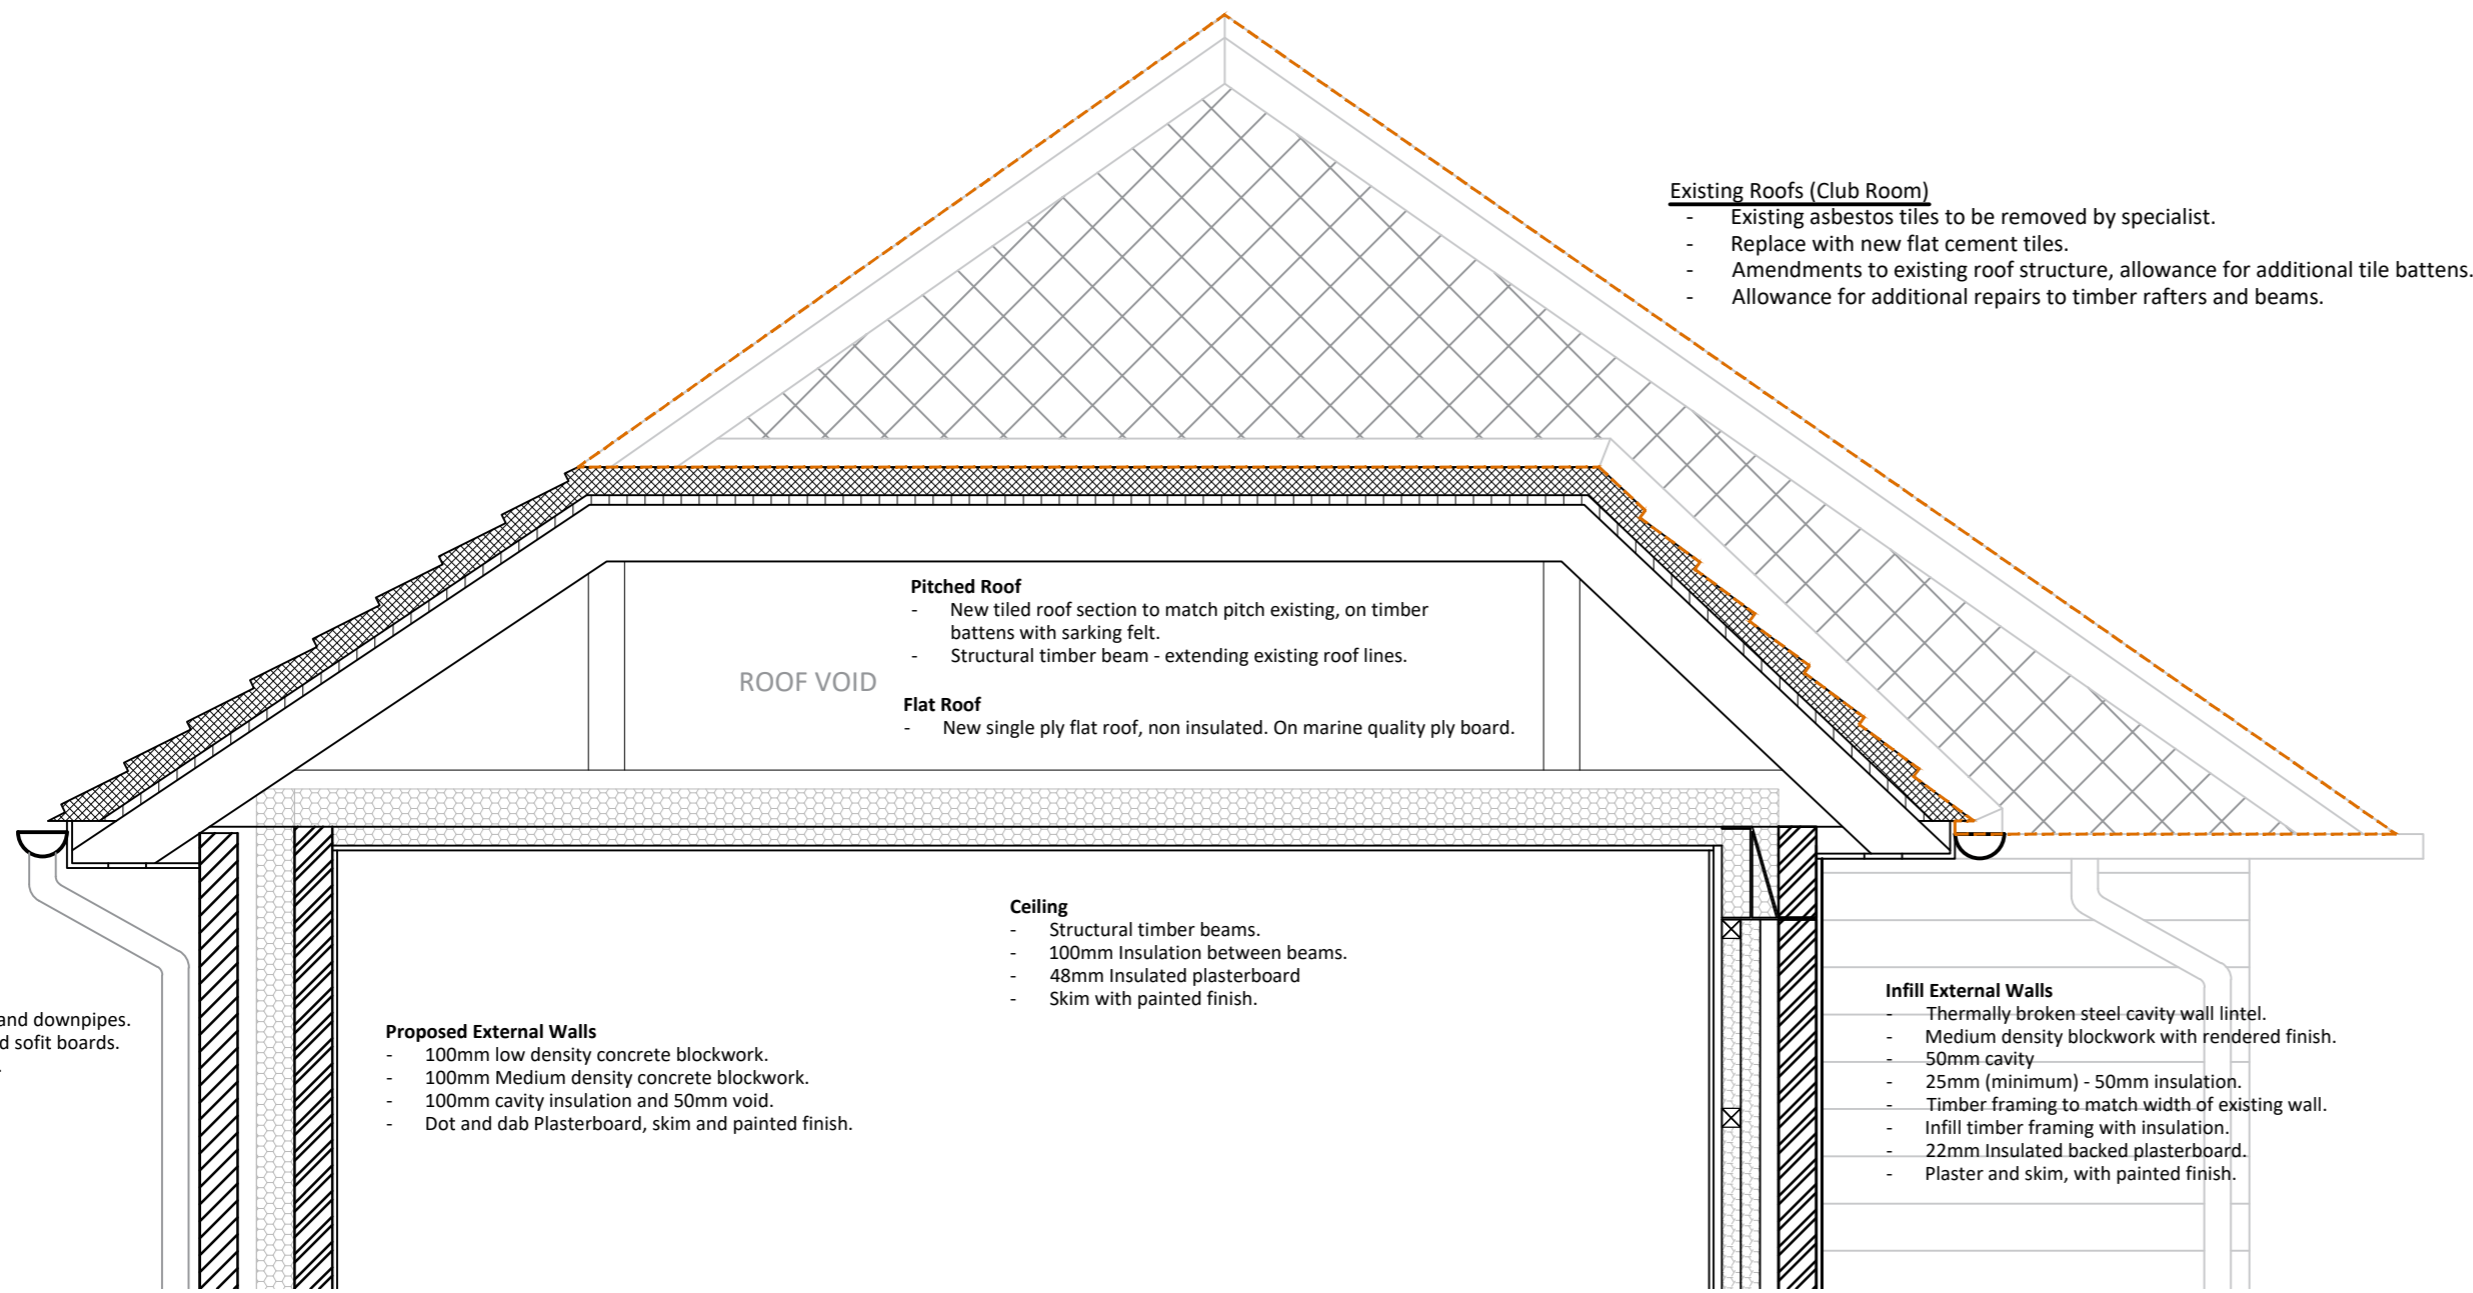 Existing Roofs (Club Room)
- Existing asbestos tiles to be removed by specialist.
- Replace with new flat cement tiles.
- Amendments to existing roof structure, allowance for additional tile battens.
- Allowance for additional repairs to timber rafters and beams.
Pitched Roof
- New tiled roof section to match pitch existing, on timber
battens with sarking felt.
- Structural timber beam - extending existing roof lines.
ROOF VOID
Flat Roof
- New single ply flat roof, non insulated. On marine quality ply board.
Ceiling
- Structural timber beams.
- 100mm Insulation between beams.
- 48mm Insulated plasterboard
- Skim with painted finish.
and downpipes.
d sofit boards.
.
Proposed External Walls
- 100mm low density concrete blockwork.
- 100mm Medium density concrete blockwork.
- 100mm cavity insulation and 50mm void.
- Dot and dab Plasterboard, skim and painted finish.
Infill External Walls
- Thermally broken steel cavity wall lintel.
- Medium density blockwork with rendered finish.
- 50mm cavity
- 25mm (minimum) - 50mm insulation.
- Timber framing to match width of existing wall.
- Infill timber framing with insulation.
- 22mm Insulated backed plasterboard.
- Plaster and skim, with painted finish.